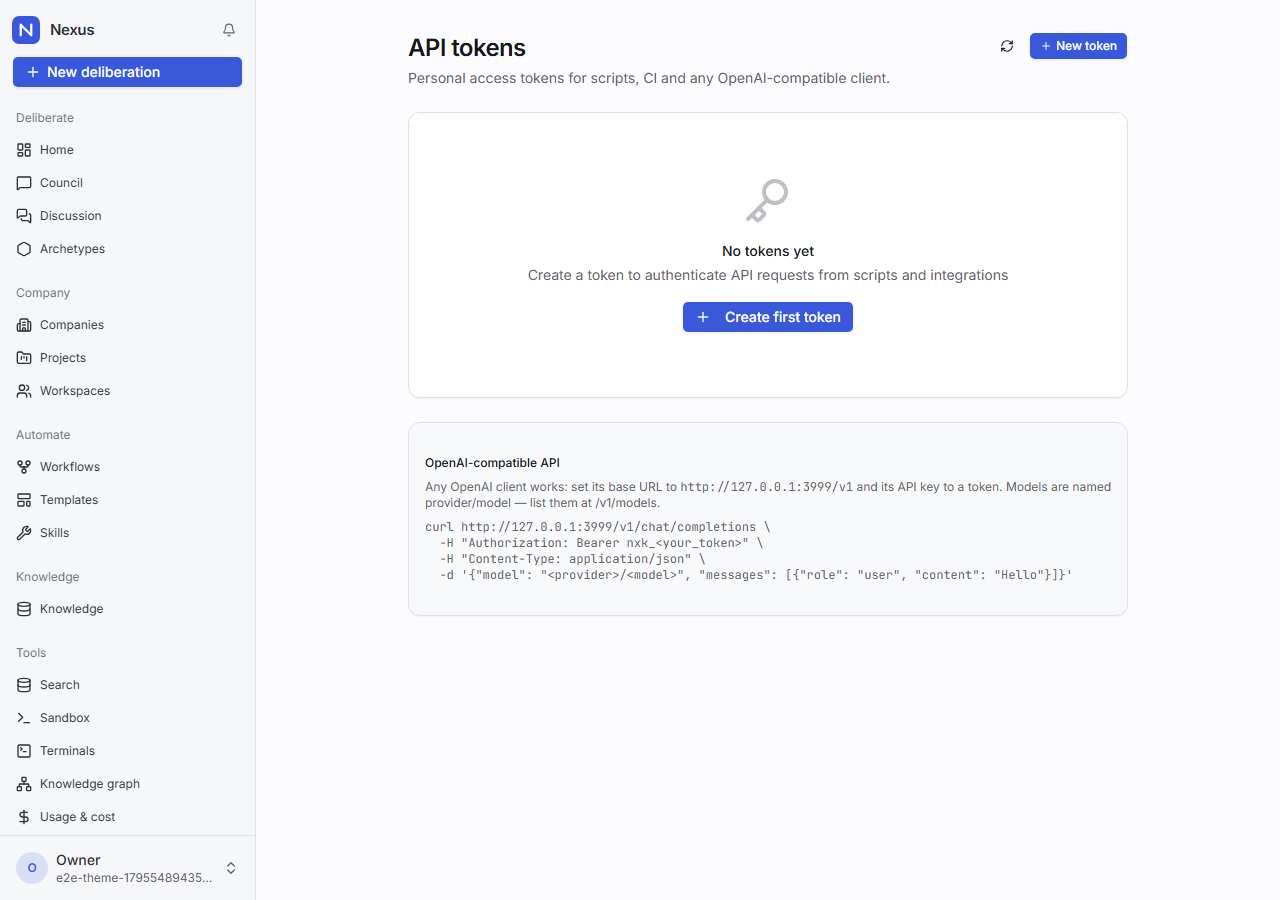 Nexus
New deliberation
Deliberate
Home
Council
Discussion
Archetypes
Company
Companies
Projects
Workspaces
Automate
Workflows
Templates
Skills
Knowledge
Knowledge
Tools
Search
Sandbox
Terminals
Knowledge graph
Usage & cost
O
Owner
e2e-theme-17955489435...
API tokens
New token
Personal access tokens for scripts, CI and any OpenAI-compatible client.
No tokens yet
Create a token to authenticate API requests from scripts and integrations
Create first token
OpenAI-compatible API
Any OpenAI client works: set its base URL to http://127.0.0.1:3999/v1 and its API key to a token. Models are named
provider/model — list them at /v1/models.
curl http://127.0.0.1:3999/v1/chat/completions \
-H "Authorization: Bearer nxk_<your_token>" \
-H "Content-Type: application/json" \
-d '{"model": "<provider>/<model>", "messages": [{"role": "user", "content": "Hello"}]}'